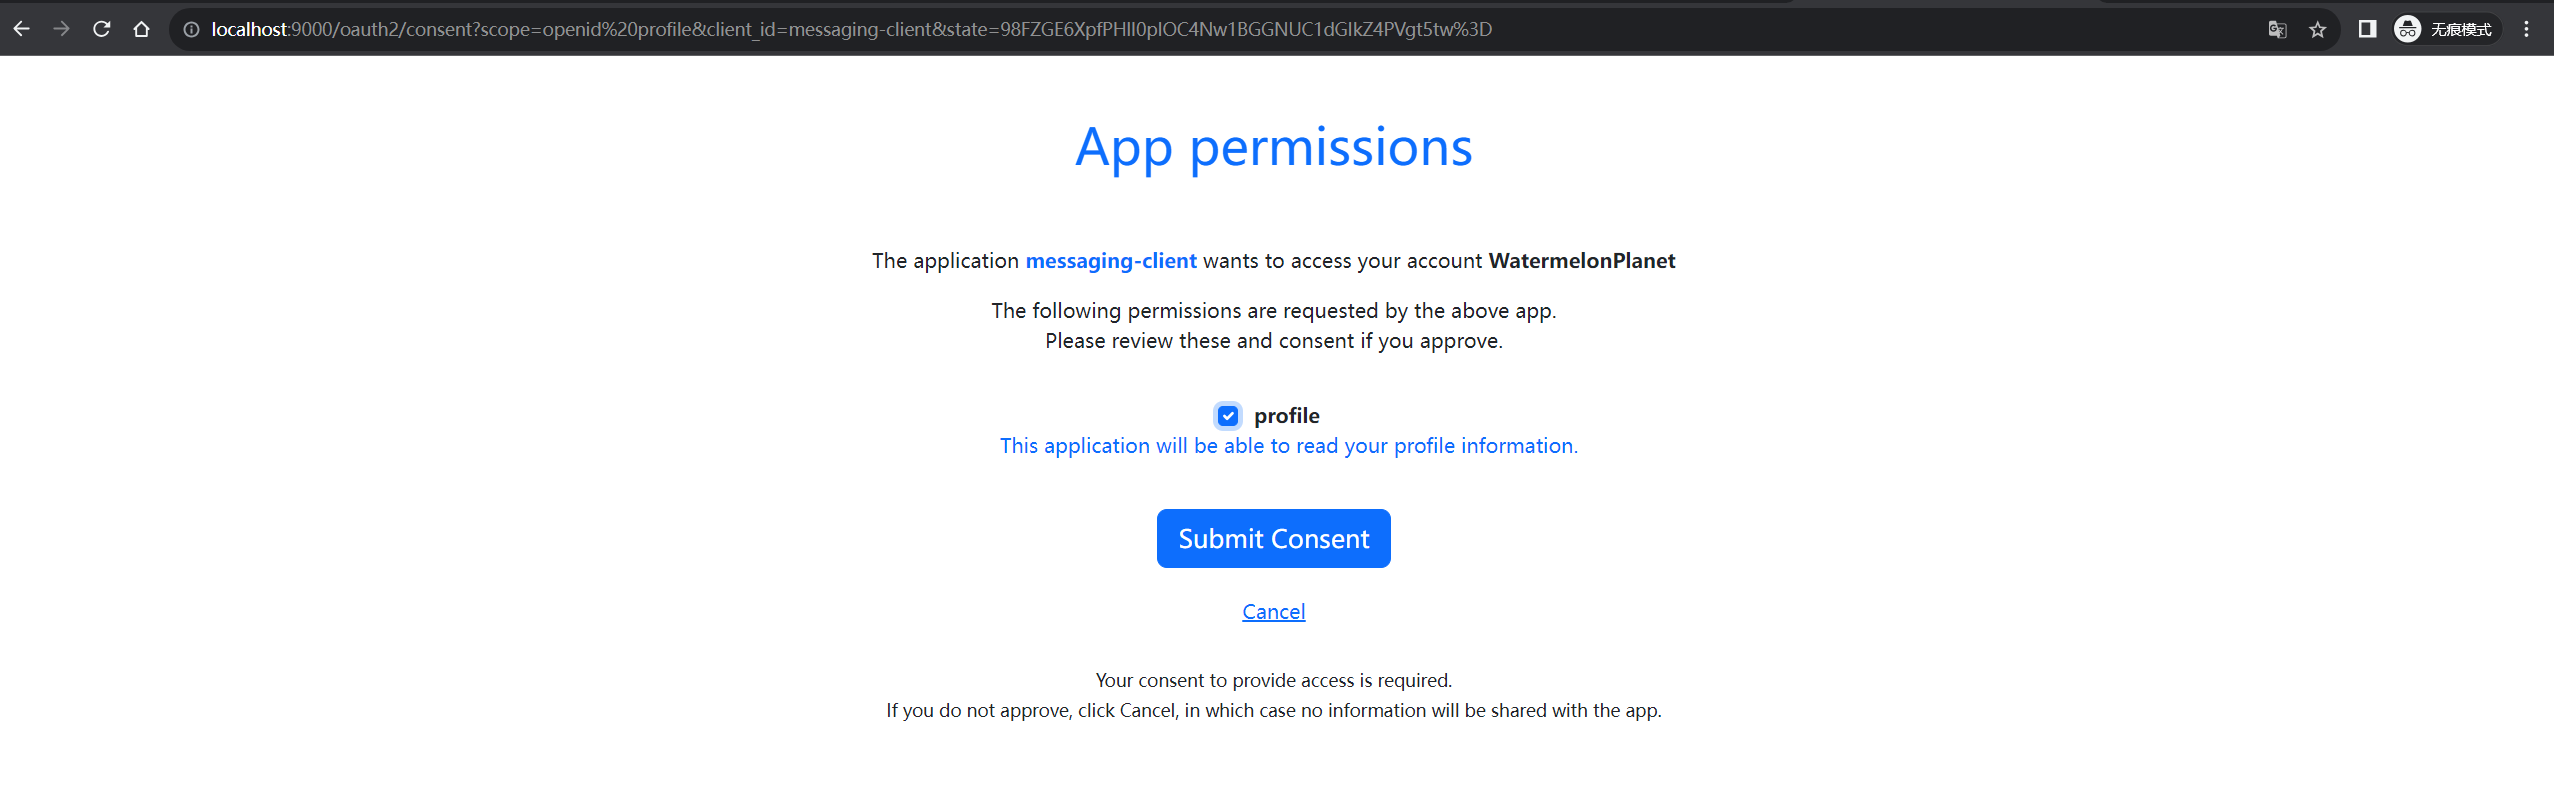 localhost:9000/oauth2/consent?scope=openid%20profile&client_id=messaging-client&state=98FZGE6XpfPHII0pIOC4Nw1BGGNUC1dGIkZ4PVgt5tw%3D
无痕模式
App permissions
The application messaging-client wants to access your account WatermelonPlanet
The following permissions are requested by the above app.
Please review these and consent if you approve.
profile
This application will be able to read your profile information.
Submit Consent
Cancel
Your consent to provide access is required.
If you do not approve, click Cancel, in which case no information will be shared with the app.